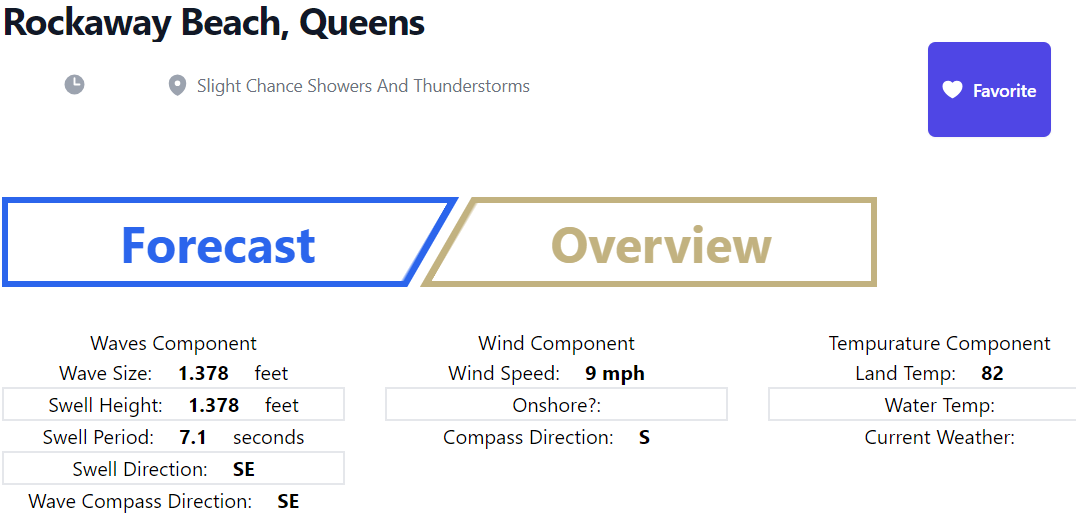 Rockaway Beach, Queens
Slight Chance Showers And Thunderstorms
Favorite
Forecast
Overview
Waves Component
Wave Size: 1.378 feet
Swell Height: 1.378 feet
Swell Period: 7.1 seconds
Swell Direction: SE
Wave Compass Direction: SE
Wind Component
Wind Speed: 9 mph
Onshore?:
Compass Direction: S
Tempurature Component
Land Temp: 82
Water Temp:
Current Weather: